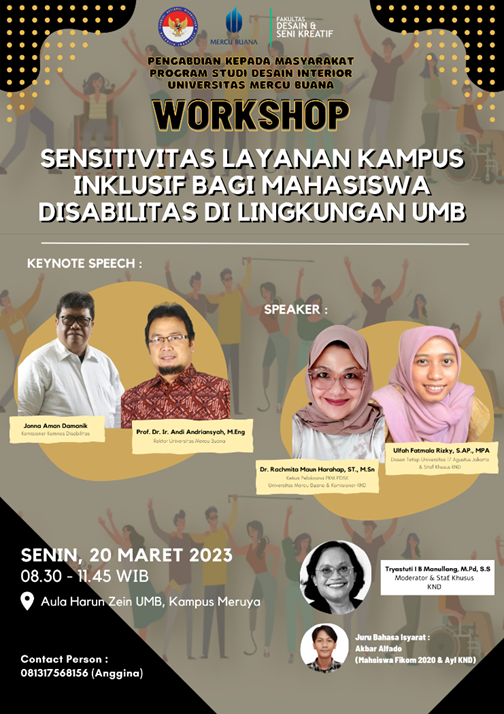 MERCU BUANA
FAKULTAS
DESAIN &
SENI KREATIF
PENGABDIAN KEPADA MASYARAKAT
PROGRAM STUDI DESAIN INTERIOR
UNIVERSITAS MERCU BUANA
WORKSHOP
SENSITIVITAS LAYANAN KAMPUS
INKLUSIF BAGI MAHASISWA
DISABILITAS DI LINGKUNGAN UMB
KEYNOTE SPEECH :
Jonna Aman Damanik
Komisioner Komnas Disabilitas
Prof. Dr. Ir. Andi Andriansyah, M.Eng
Rektor Universitas Mercu Buana
SPEAKER :
Dr. Rachmita Maun Harahap, ST., M.Sn
Ketua Pelaksana PKM FDSK
Universitas Mercu Buana & Komisioner KND
Ulfah Fatmala Rizky, S.AP., MPA
Dosen Tetap Universitas 17 Agustus Jakarta
& Staf Khusus KND
SENIN, 20 MARET 2023
08.30 - 11.45 WIB
Aula Harun Zein UMB, Kampus Meruya
Tryastuti I B Manullang, M.Pd, S.S
Moderator & Staf Khusus
KND
Juru Bahasa Isyarat :
Akbar Alfado
(Mahsiswa Fikom 2020 & Ayl KND)
Contact Person :
081317568156 (Anggina)